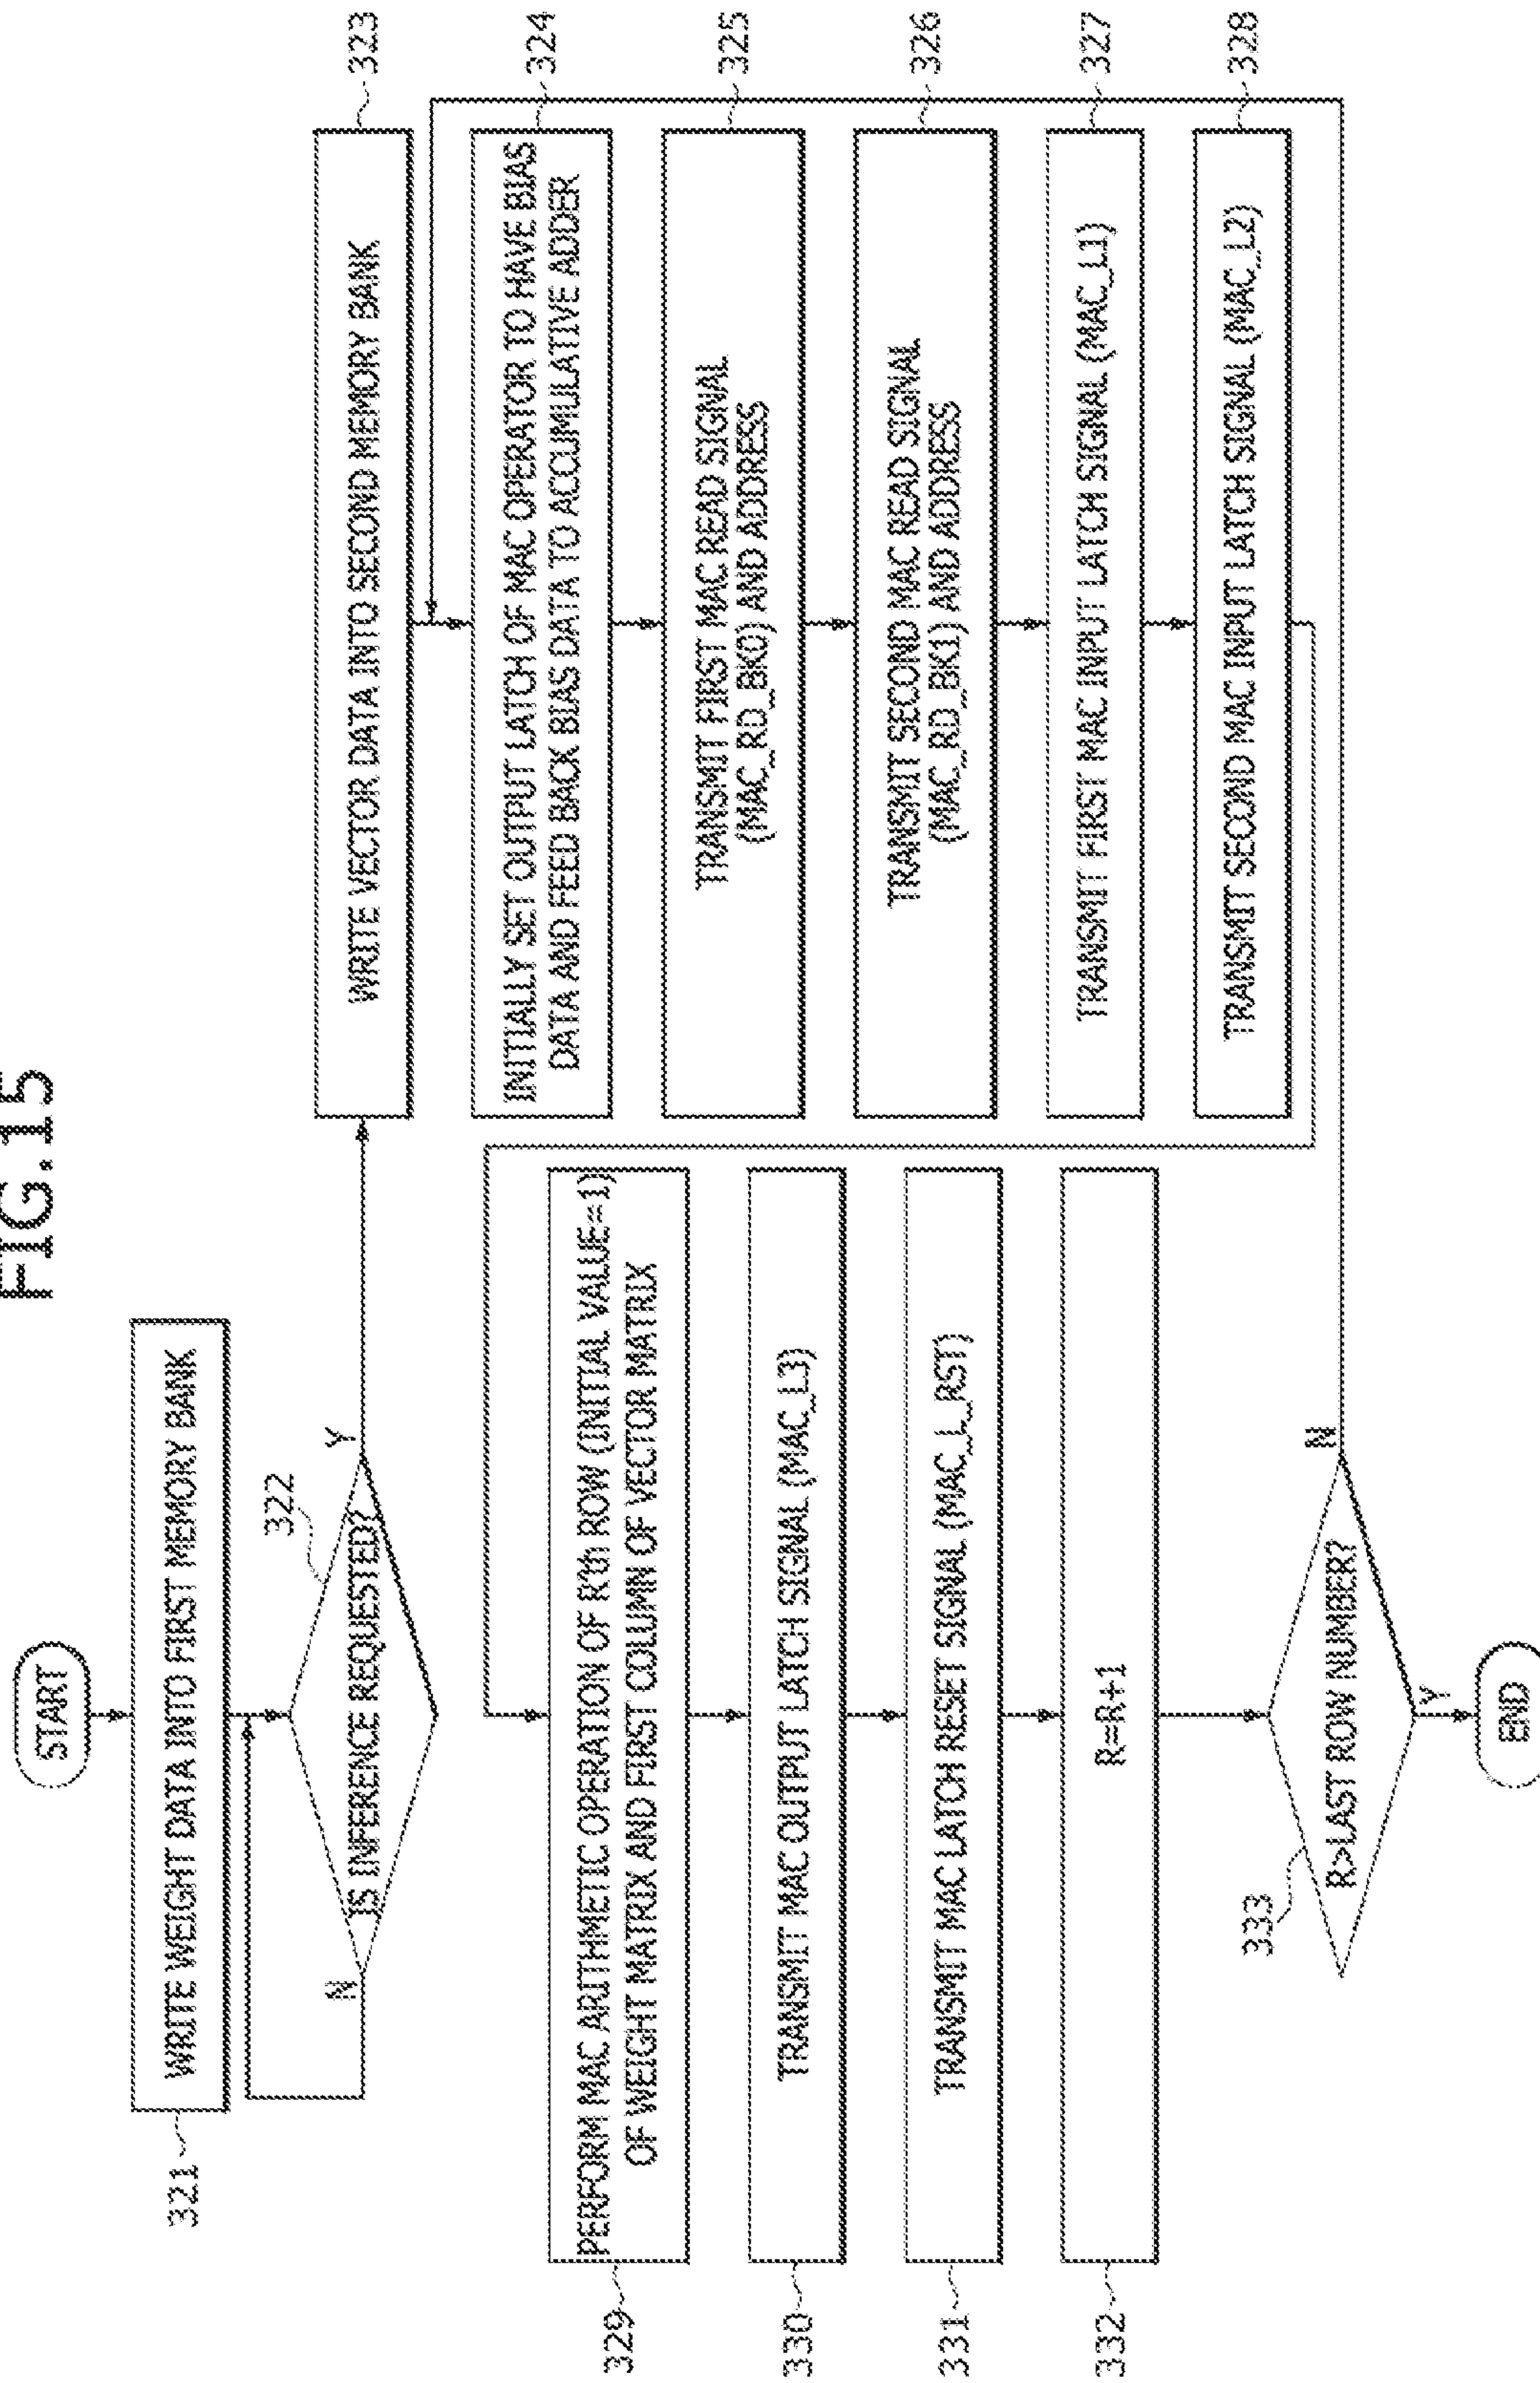 FIG.15
START
WRITE WEIGHT DATA INTO FIRST MEMORY BANK
321
322
IS INFERENCE REQUESTED?
N
Y
WRITE VECTOR DATA INTO SECOND MEMORY BANK
323
INITIALLY SET OUTPUT LATCH OF MAC OPERATOR TO HAVE BIAS
DATA AND FEED BACK BIAS DATA TO ACCUMULATIVE ADDER
324
TRANSMIT FIRST MAC READ SIGNAL
(MAC_RD_BK0) AND ADDRESS
325
TRANSMIT SECOND MAC READ SIGNAL
(MAC_RD_BK1) AND ADDRESS
326
TRANSMIT FIRST MAC INPUT LATCH SIGNAL (MAC_L1)
327
TRANSMIT SECOND MAC INPUT LATCH SIGNAL (MAC_L2)
328
PERFORM MAC ARITHMETIC OPERATION OF R'th ROW (INITIAL VALUE=1)
OF WEIGHT MATRIX AND FIRST COLUMN OF VECTOR MATRIX
329
TRANSMIT MAC OUTPUT LATCH SIGNAL (MAC_L3)
330
TRANSMIT MAC LATCH RESET SIGNAL (MAC_L_RST)
331
R=R+1
332
333
R>LAST ROW NUMBER?
N
Y
END